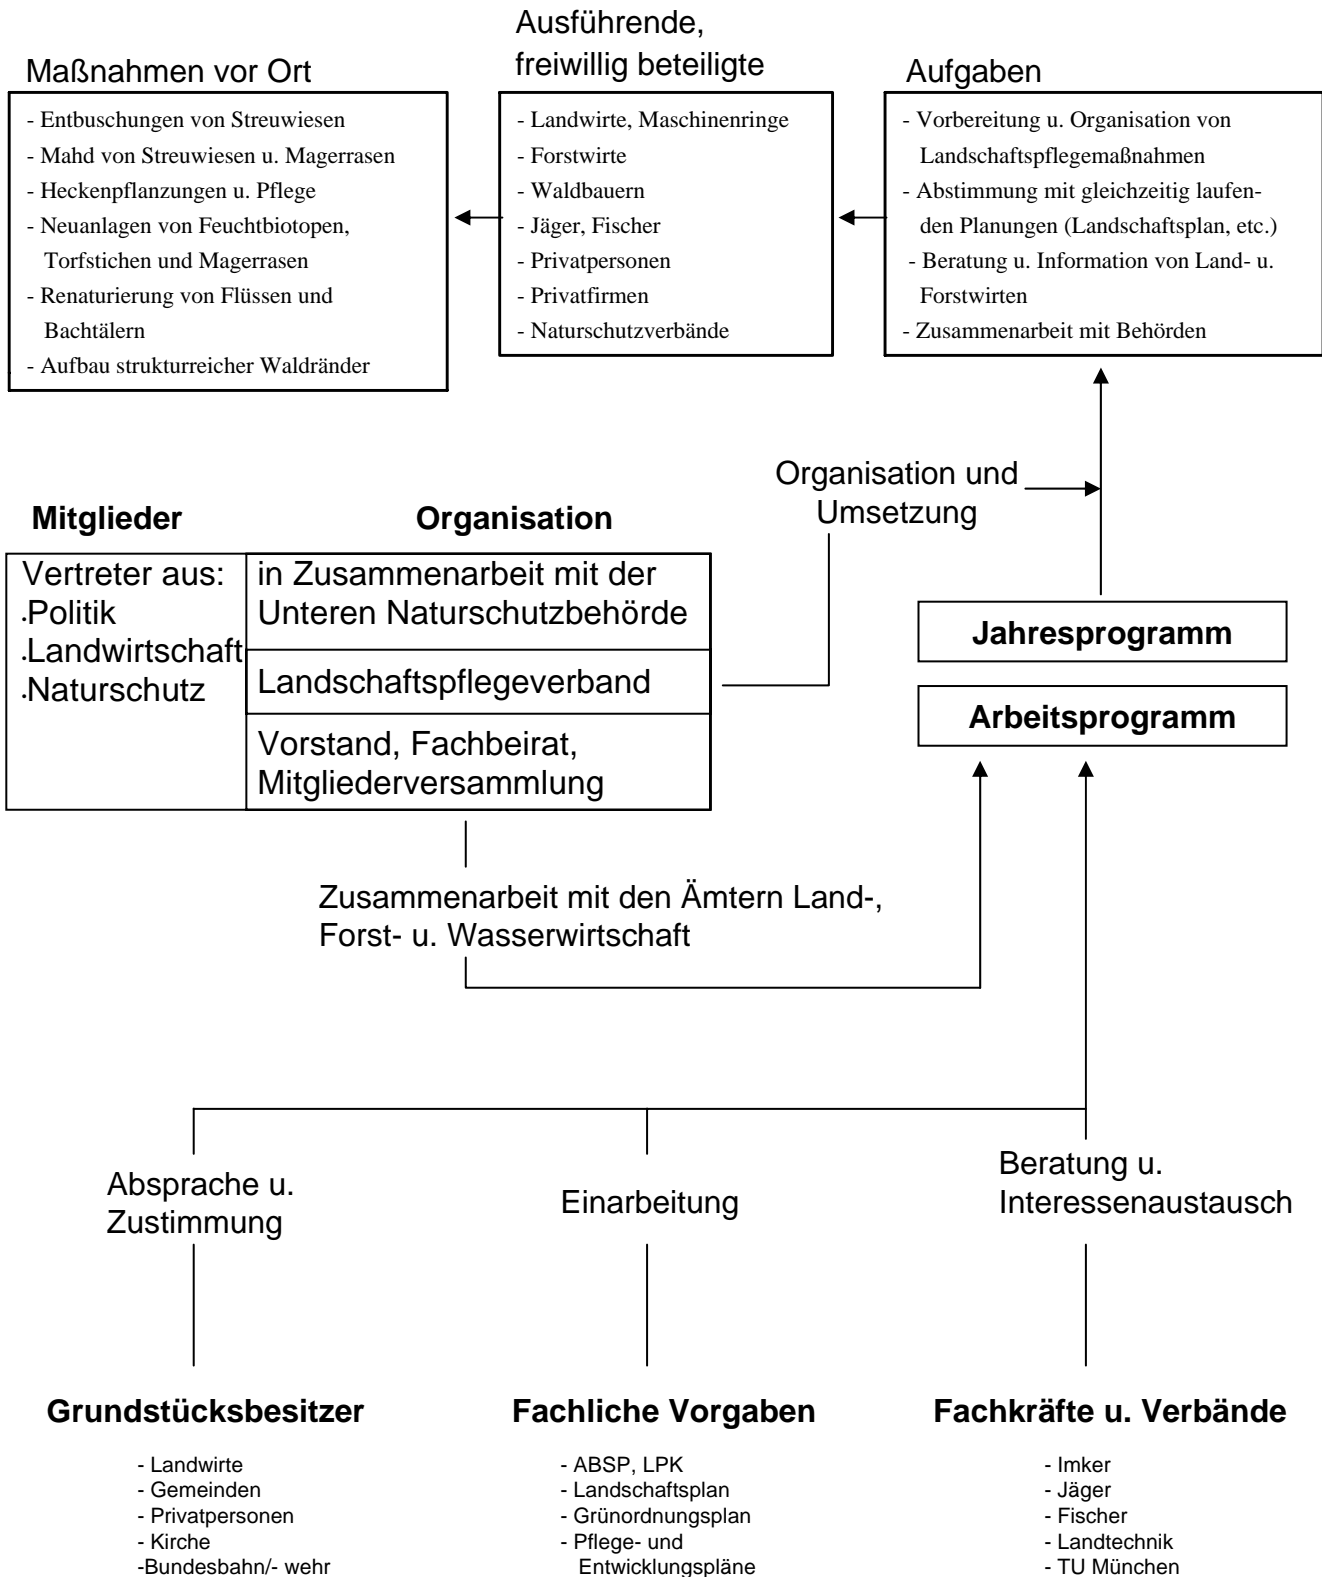 Maßnahmen vor Ort
- Entbuschungen von Streuwiesen
- Mahd von Streuwiesen u. Magerrasen
- Heckenpflanzungen u. Pflege
- Neuanlagen von Feuchtbiotopen,
Torfstichen und Magerrasen
- Renaturierung von Flüssen und
Bachtälern
- Aufbau strukturreicher Waldränder
Ausführende,
freiwillig beteiligte
- Landwirte, Maschinenringe
- Forstwirte
- Waldbauern
- Jäger, Fischer
- Privatpersonen
- Privatfirmen
- Naturschutzverbände
Aufgaben
- Vorbereitung u. Organisation von
Landschaftspflegemaßnahmen
- Abstimmung mit gleichzeitig laufen-
den Planungen (Landschaftsplan, etc.)
- Beratung u. Information von Land- u.
Forstwirten
- Zusammenarbeit mit Behörden
Organisation und
Umsetzung
Mitglieder
Vertreter aus:
.Politik
.Landwirtschaft
.Naturschutz
Organisation
in Zusammenarbeit mit der
Unteren Naturschutzbehörde
Landschaftspflegeverband
Vorstand, Fachbeirat,
Mitgliederversammlung
Jahresprogramm
Arbeitsprogramm
Zusammenarbeit mit den Ämtern Land-,
Forst- u. Wasserwirtschaft
Absprache u.
Zustimmung
Einarbeitung
Beratung u.
Interessenaustausch
Grundstücksbesitzer
- Landwirte
- Gemeinden
- Privatpersonen
- Kirche
-Bundesbahn/- wehr
Fachliche Vorgaben
- ABSP, LPK
- Landschaftsplan
- Grünordnungsplan
- Pflege- und
Entwicklungspläne
Fachkräfte u. Verbände
- Imker
- Jäger
- Fischer
- Landtechnik
- TU München